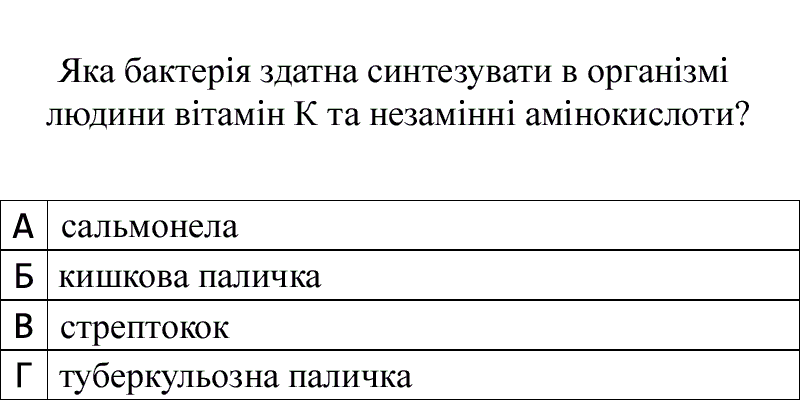 Яка бактерія здатна синтезувати в організмі
людини вітамін К та незамінні амінокислоти?
А сальмонела
Б кишкова паличка
В стрептокок
Г туберкульозна паличка